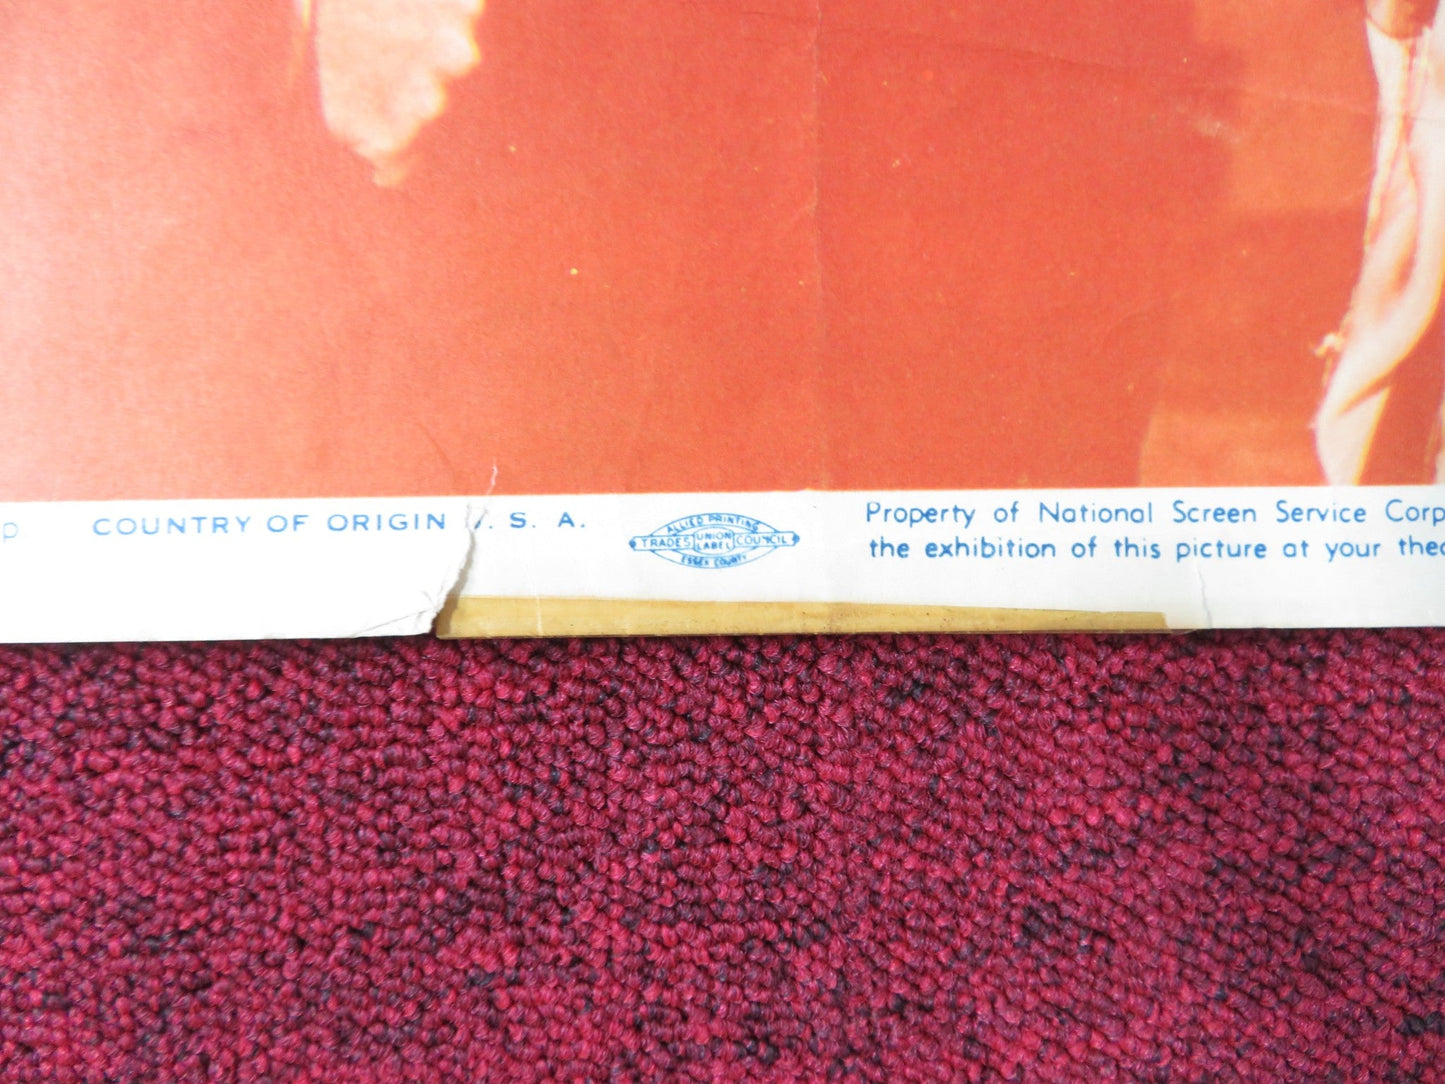 p
COUNTRY OF ORIGIN U. S. A.
ALLIED PRINTING
TRADES UNION LABEL COUNCIL
ESSEX COUNTY
Property of National Screen Service Corp
the exhibition of this picture at your thea